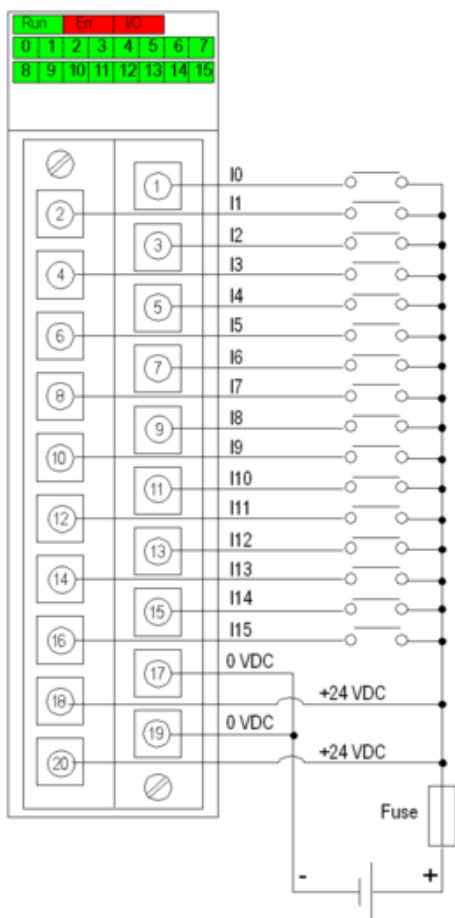 Run Err I/O
0 1 2 3 4 5 6 7
8 9 10 11 12 13 14 15
1 I0
2 I1
3 I2
4 I3
5 I4
6 I5
7 I6
8 I7
9 I8
10 I9
11 I10
12 I11
13 I12
14 I13
15 I14
16 I15
17 0 VDC
18 +24 VDC
19 0 VDC
20 +24 VDC
Fuse
- +